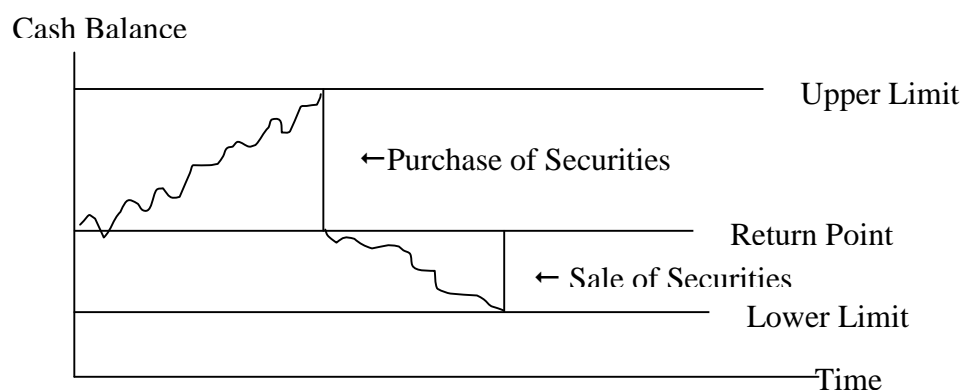 Cash Balance
Upper Limit
←Purchase of Securities
Return Point
← Sale of Securities
Lower Limit
Time